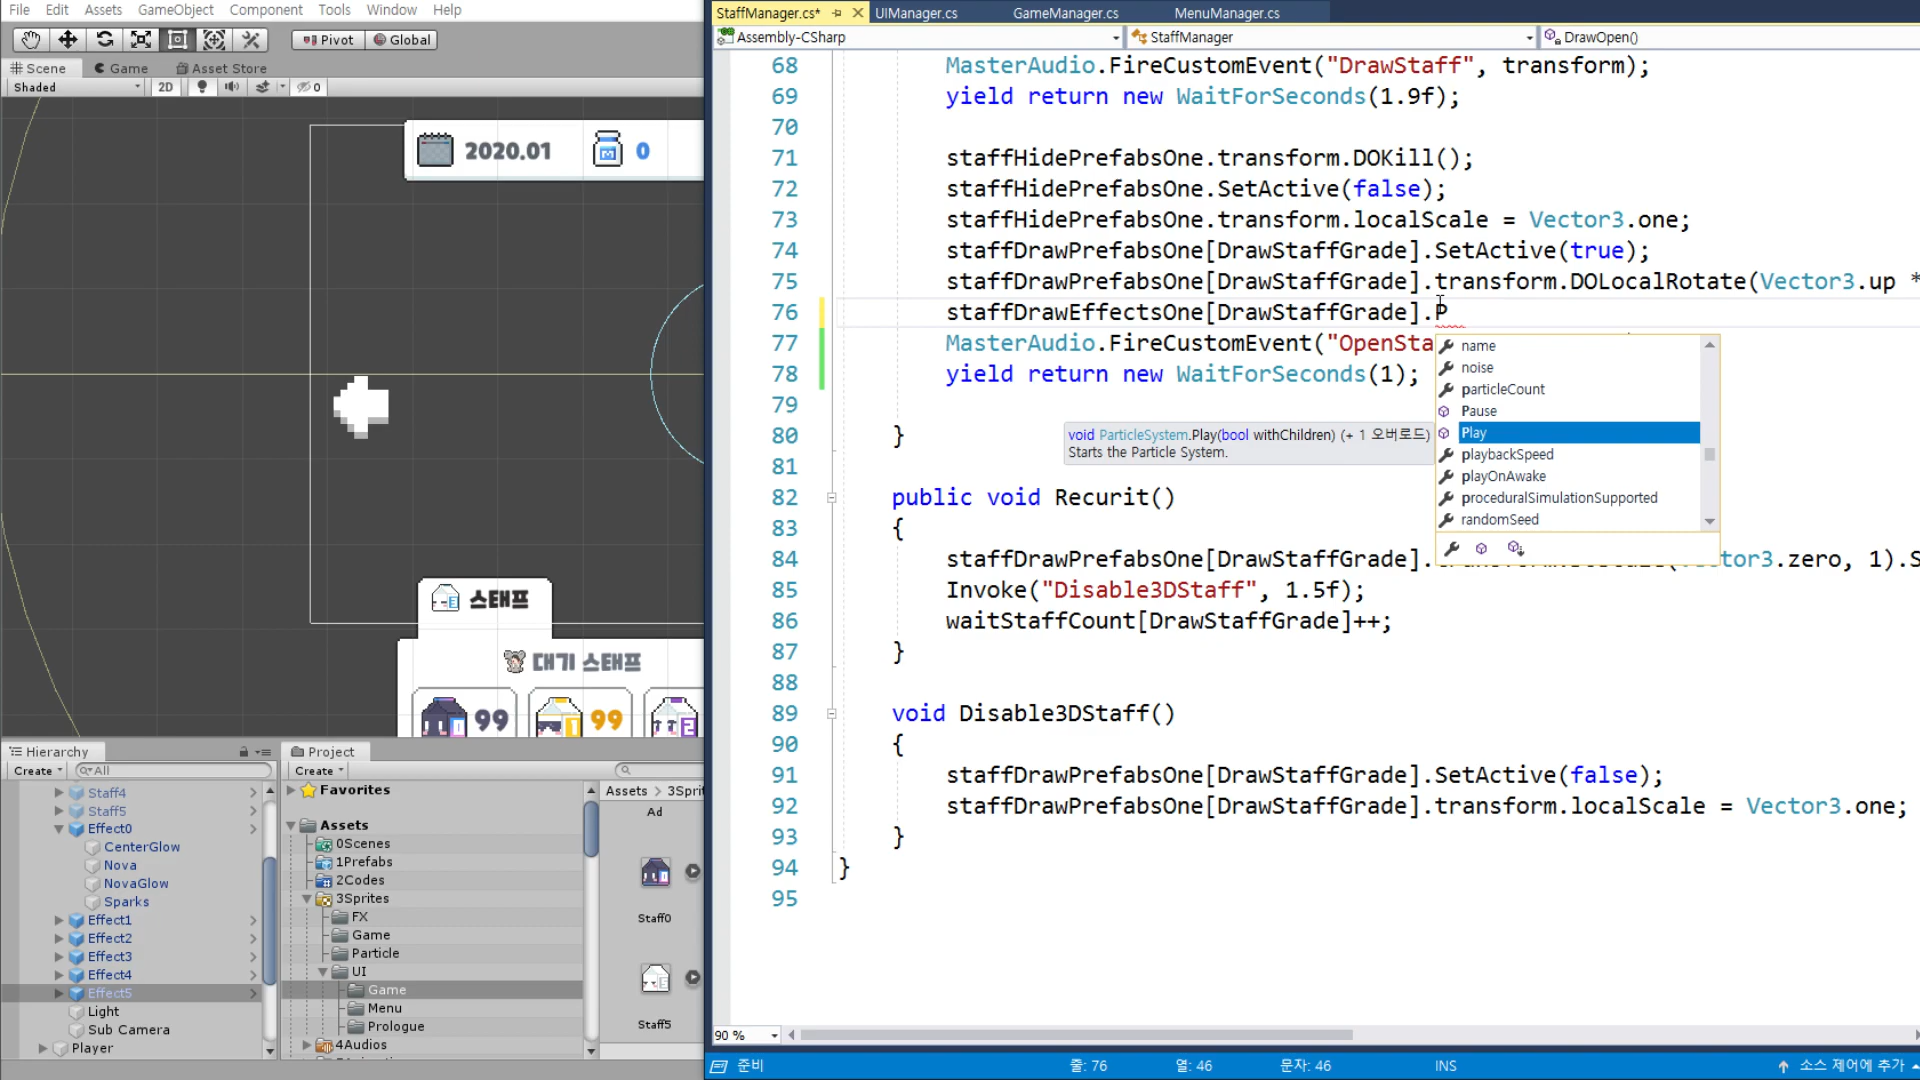 File Edit Assets GameObject Component Tools Window Help
Pivot Global
Scene Game Asset Store
Shaded 2D 0
2020.01 0
스태프
대기 스태프
99 99
Hierarchy
Create All
Staff4
Staff5
Effect0
CenterGlow
Nova
NovaGlow
Sparks
Effect1
Effect2
Effect3
Effect4
Effect5
Light
Sub Camera
Player
Project
Create
Favorites
Assets
0Scenes
1Prefabs
2Codes
3Sprites
FX
Game
Particle
UI
Game
Menu
Prologue
4Audios
Assets > 3Sprit
Ad
Staff0
Staff5
StaffManager.cs* UIManager.cs GameManager.cs MenuManager.cs
Assembly-CSharp StaffManager DrawOpen()
68 MasterAudio.FireCustomEvent("DrawStaff", transform);
69 yield return new WaitForSeconds(1.9f);
70
71 staffHidePrefabsOne.transform.DOKill();
72 staffHidePrefabsOne.SetActive(false);
73 staffHidePrefabsOne.transform.localScale = Vector3.one;
74 staffDrawPrefabsOne[DrawStaffGrade].SetActive(true);
75 staffDrawPrefabsOne[DrawStaffGrade].transform.DOLocalRotate(Vector3.up *
76 staffDrawEffectsOne[DrawStaffGrade].P
77 MasterAudio.FireCustomEvent("OpenSta
78 yield return new WaitForSeconds(1);
79
80 }
81
82 public void Recurit()
83 {
84 staffDrawPrefabsOne[DrawStaffGrade]. tor3.zero, 1).S
85 Invoke("Disable3DStaff", 1.5f);
86 waitStaffCount[DrawStaffGrade]++;
87 }
88
89 void Disable3DStaff()
90 {
91 staffDrawPrefabsOne[DrawStaffGrade].SetActive(false);
92 staffDrawPrefabsOne[DrawStaffGrade].transform.localScale = Vector3.one;
93 }
94 }
95
name
noise
particleCount
Pause
Play
playbackSpeed
playOnAwake
proceduralSimulationSupported
randomSeed
void ParticleSystem.Play(bool withChildren) (+ 1 오버로드)
Starts the Particle System.
90 %
준비 줄: 76 열: 46 문자: 46 INS 소스 제어에 추가